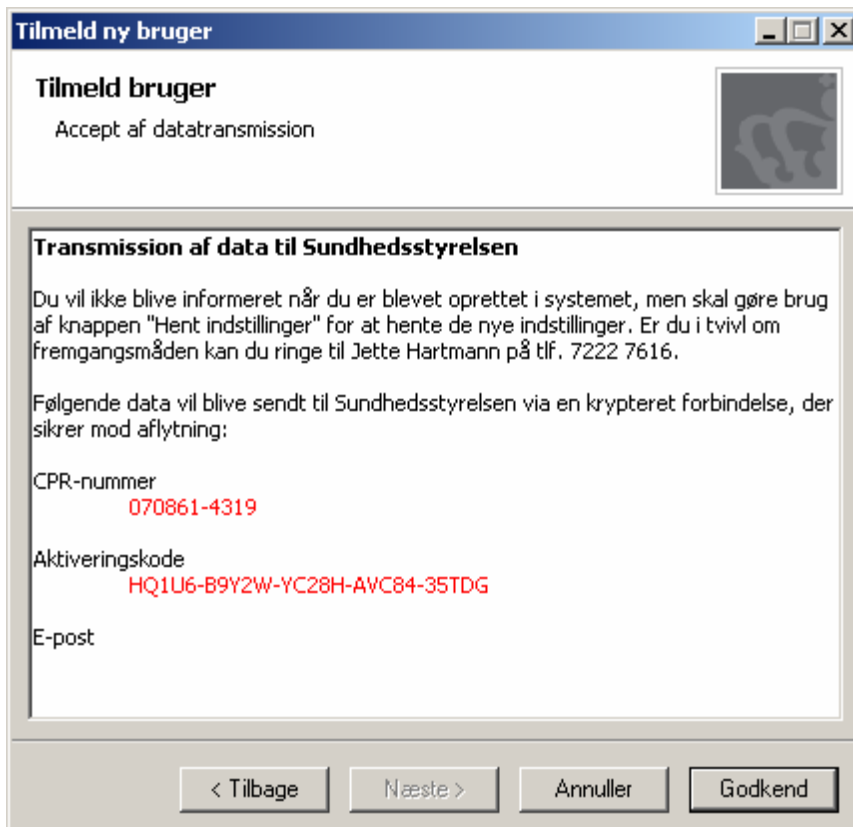 Tilmeld ny bruger
Tilmeld bruger
Accept af datatransmission
Transmission af data til Sundhedsstyrelsen
Du vil ikke blive informeret når du er blevet oprettet i systemet, men skal gøre brug
af knappen "Hent indstillinger" for at hente de nye indstillinger. Er du i tvivl om
fremgangsmåden kan du ringe til Jette Hartmann på tlf. 7222 7616.
Følgende data vil blive sendt til Sundhedsstyrelsen via en krypteret forbindelse, der
sikrer mod aflytning:
CPR-nummer
070861-4319
Aktiveringskode
HQ1U6-B9Y2W-YC28H-AVC84-35TDG
E-post
< Tilbage
Næste >
Annuller
Godkend